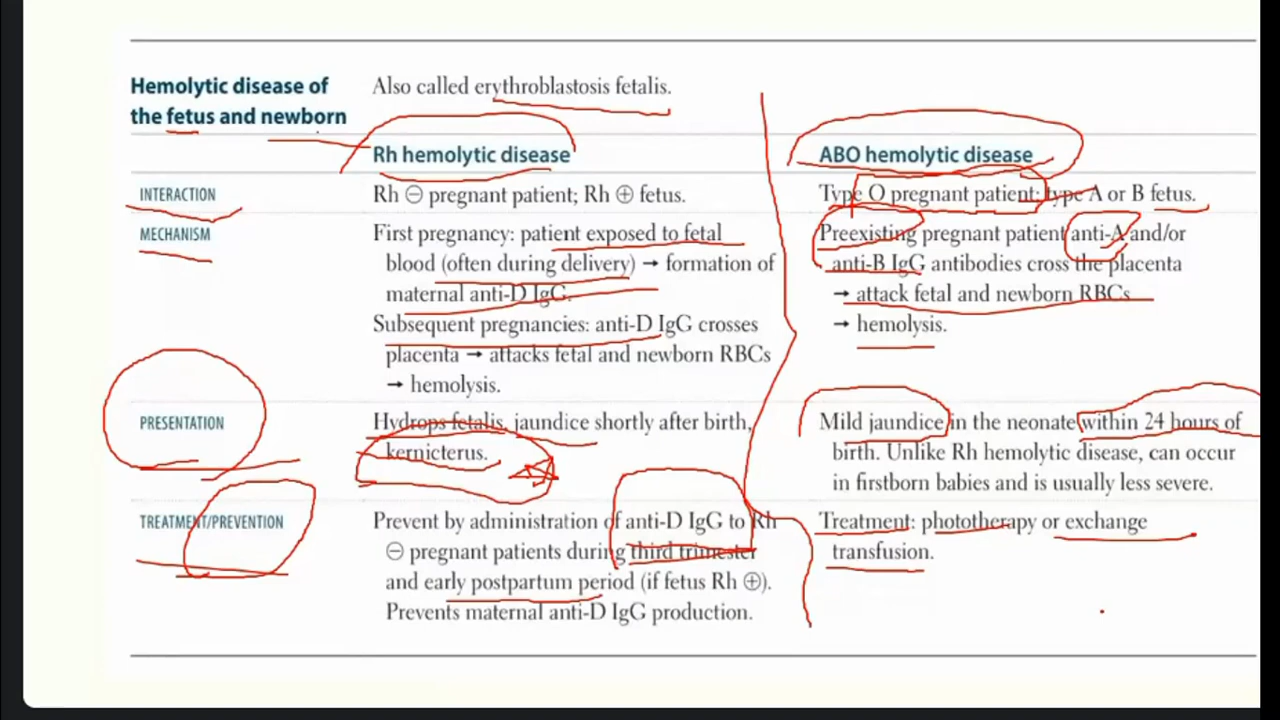 Hemolytic disease of
the fetus and newborn
Also called erythroblastosis fetalis.
Rh hemolytic disease
ABO hemolytic disease
INTERACTION
Rh ⊖ pregnant patient; Rh ⊕ fetus.
Type O pregnant patient; type A or B fetus.
MECHANISM
First pregnancy: patient exposed to fetal
blood (often during delivery) → formation of
maternal anti-D IgG.
Subsequent pregnancies: anti-D IgG crosses
placenta → attacks fetal and newborn RBCs
→ hemolysis.
Preexisting pregnant patient anti-A and/or
anti-B IgG antibodies cross the placenta
→ attack fetal and newborn RBCs
→ hemolysis.
PRESENTATION
Hydrops fetalis, jaundice shortly after birth,
kernicterus.
Mild jaundice in the neonate within 24 hours of
birth. Unlike Rh hemolytic disease, can occur
in firstborn babies and is usually less severe.
TREATMENT/PREVENTION
Prevent by administration of anti-D IgG to Rh
⊖ pregnant patients during third trimester
and early postpartum period (if fetus Rh ⊕).
Prevents maternal anti-D IgG production.
Treatment: phototherapy or exchange
transfusion.